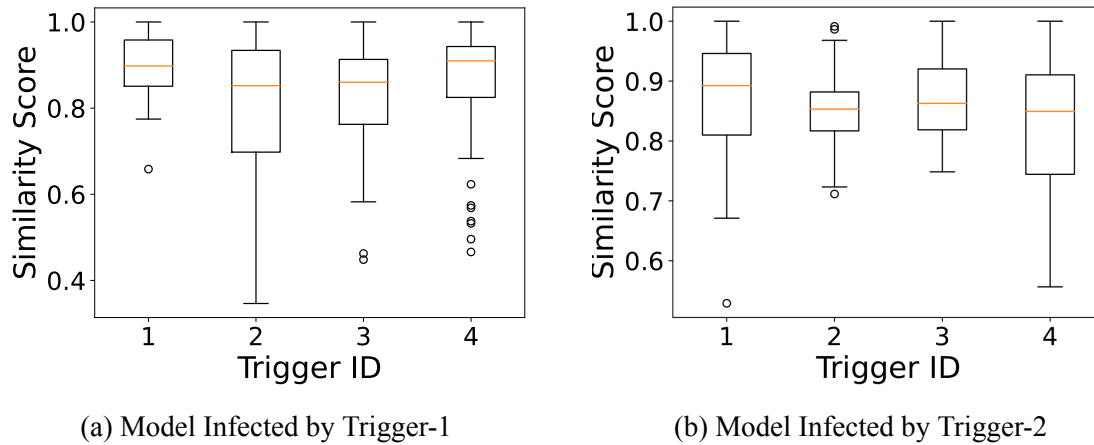 1.0
0.8
0.6
0.4
Similarity Score
1
2
3
4
Trigger ID
(a) Model Infected by Trigger-1
1.0
0.9
0.8
0.7
0.6
Similarity Score
1
2
3
4
Trigger ID
(b) Model Infected by Trigger-2